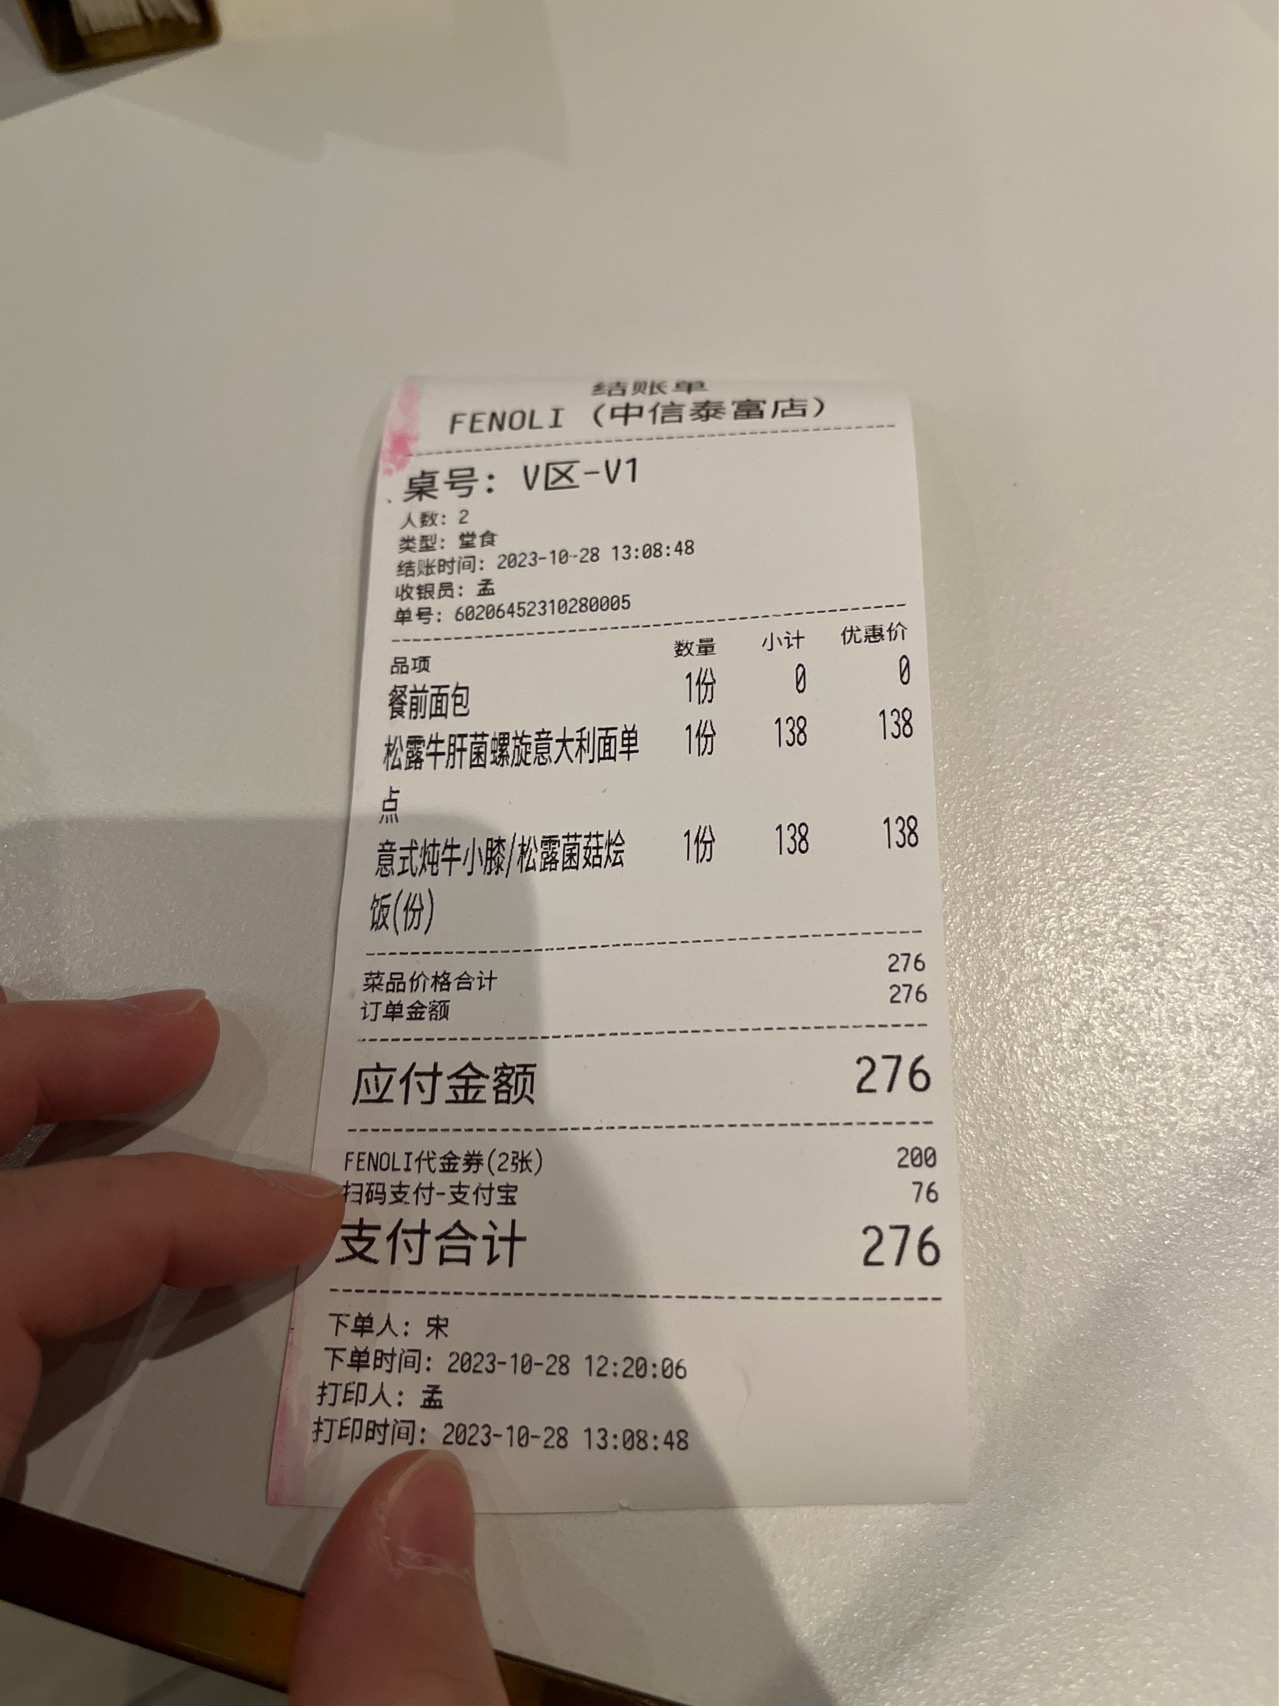 结账单
FENOLI（中信泰富店）
桌号：V区-V1
人数：2
类型：堂食
结账时间：2023-10-28 13:08:48
收银员：孟
单号：60206452310280005
品项 数量 小计 优惠价
餐前面包 1份 0 0
松露牛肝菌螺旋意大利面单 1份 138 138
点
意式炖牛小膝/松露菌菇烩 1份 138 138
饭(份)
菜品价格合计 276
订单金额 276
应付金额 276
FENOLI代金券(2张) 200
扫码支付-支付宝 76
支付合计 276
下单人：宋
下单时间：2023-10-28 12:20:06
打印人：孟
打印时间：2023-10-28 13:08:48